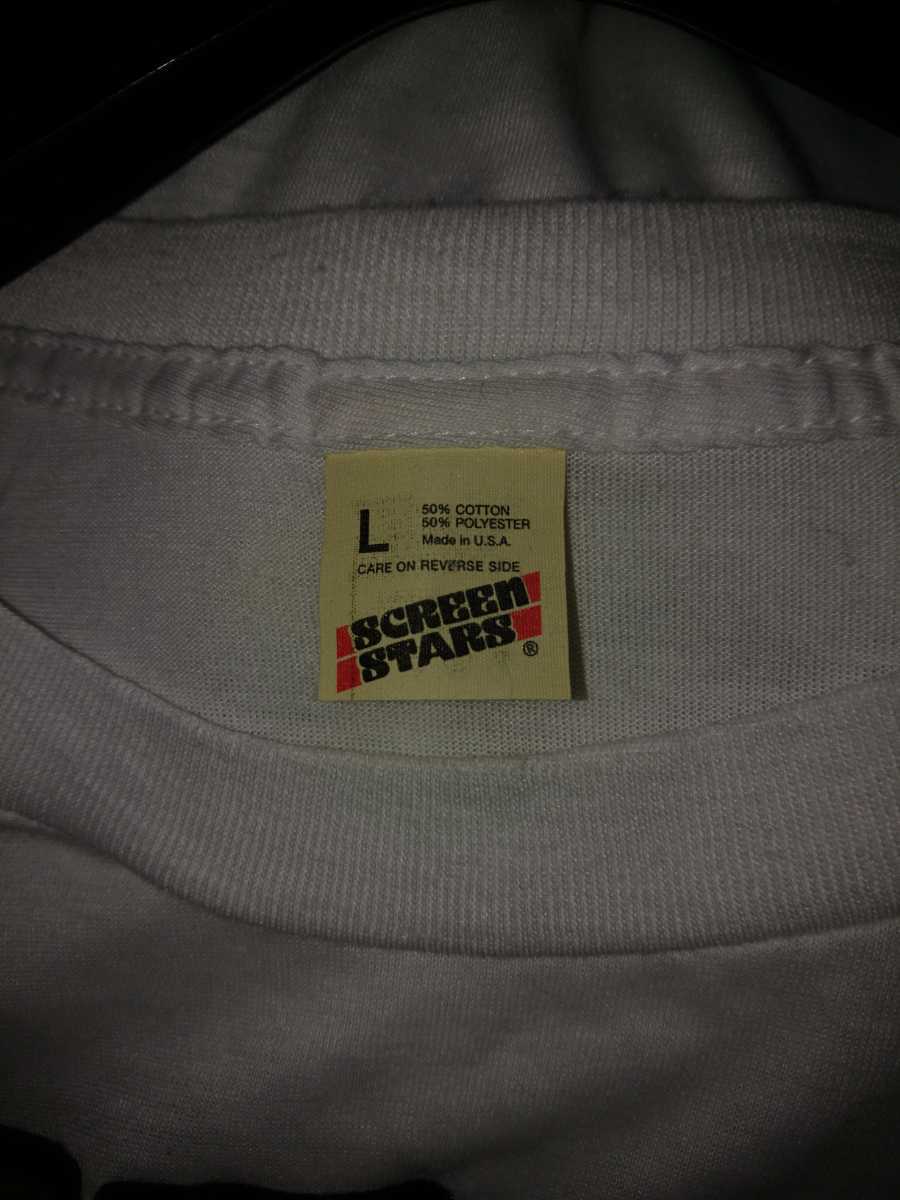 L
50% COTTON
50% POLYESTER
Made in U.S.A.
CARE ON REVERSE SIDE
SCREEN
STARS ®